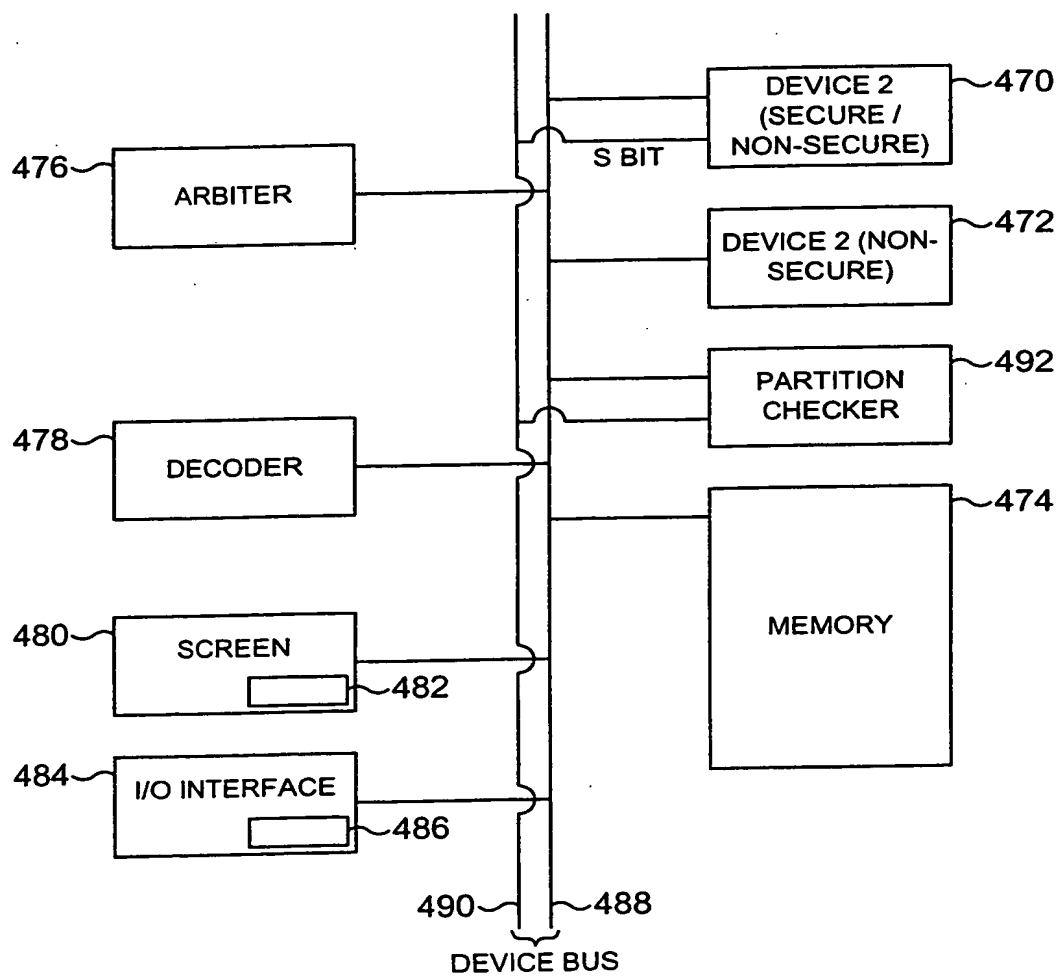 DEVICE 2
(SECURE /
NON-SECURE)
470
S BIT
476
ARBITER
472
DEVICE 2 (NON-
SECURE)
492
PARTITION
CHECKER
478
DECODER
474
MEMORY
480
SCREEN
482
484
I/O INTERFACE
486
490
488
DEVICE BUS